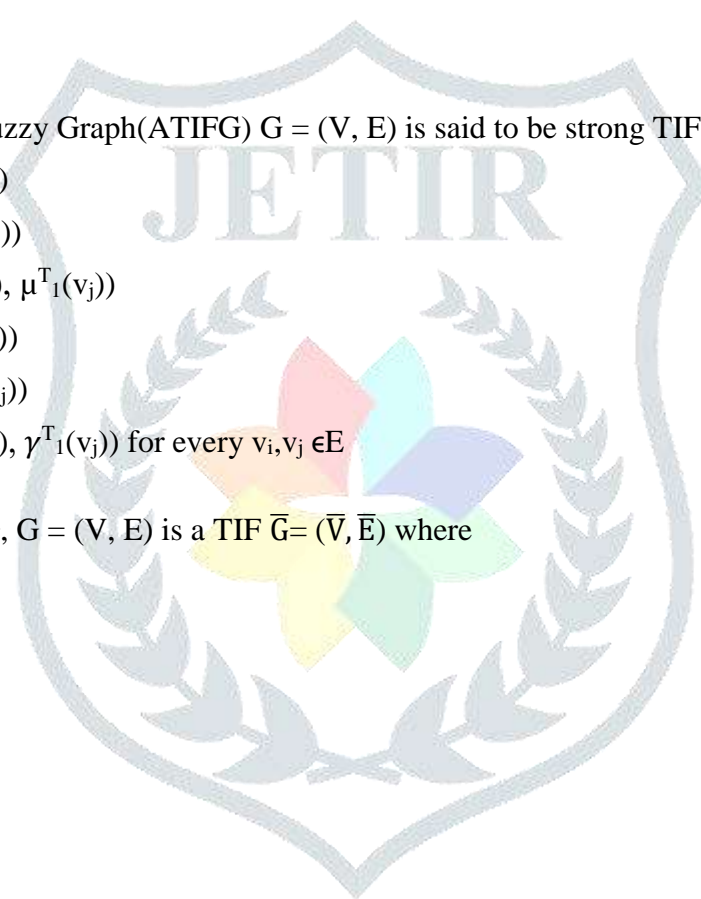 uzzy Graph(ATIFG) G = (V, E) is said to be strong TIF
)
))
), μᵀ₁(vⱼ))
))
ⱼ))
), γᵀ₁(vⱼ)) for every vᵢ,vⱼ ϵE
, G = (V, E) is a TIF G̅= (V̅, E̅) where
JETIR